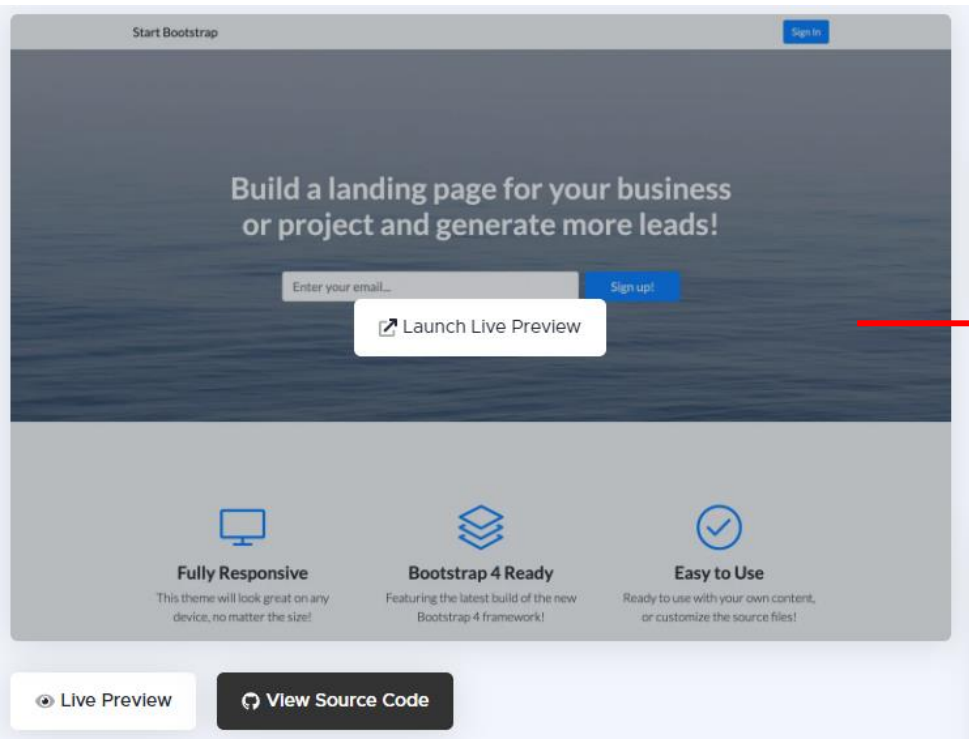 Start Bootstrap
Sign In
Build a landing page for your business
or project and generate more leads!
Enter your email...
Sign up!
Launch Live Preview
Fully Responsive
This theme will look great on any
device, no matter the size!
Bootstrap 4 Ready
Featuring the latest build of the new
Bootstrap 4 framework!
Easy to Use
Ready to use with your own content,
or customize the source files!
Live Preview
View Source Code